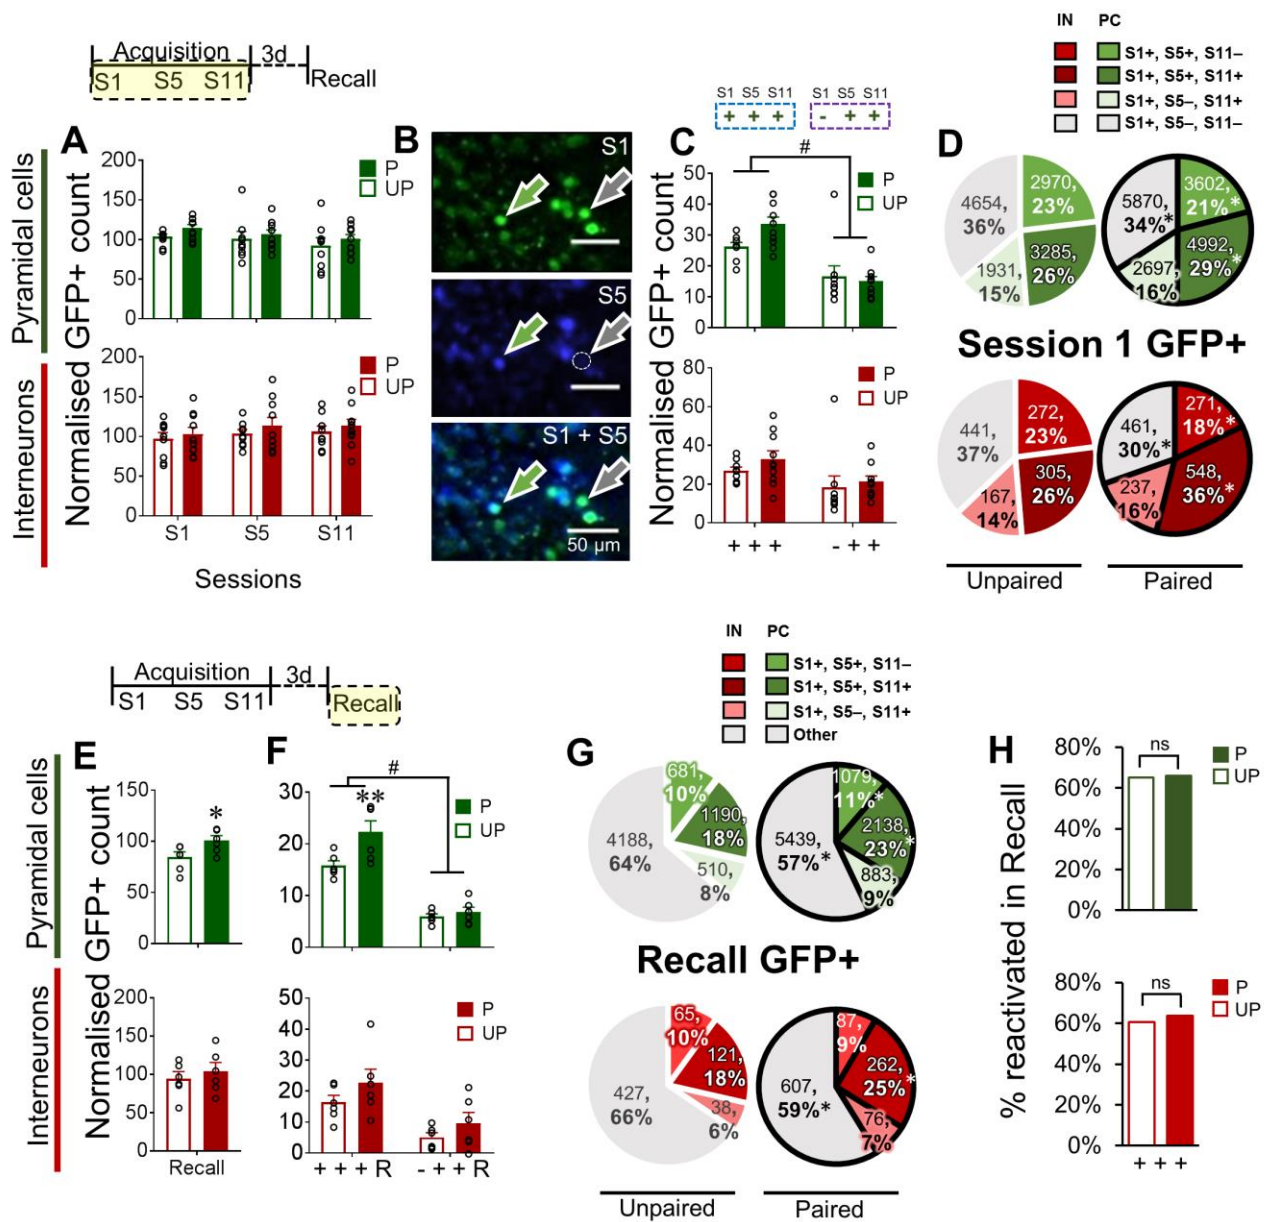 IN PC
S1+, S5+, S11–
S1+, S5+, S11+
S1+, S5–, S11+
S1+, S5–, S11–
Acquisition 3d
S1 S5 S11 Recall
Pyramidal cells
Interneurons
Normalised GFP+ count
A
200
150
100
50
0
P
UP
200
150
100
50
0
P
UP
S1 S5 S11
Sessions
B
S1
S5
S1 + S5
50 µm
S1 S5 S11 S1 S5 S11
+ + + - + +
C
Normalised GFP+ count
#
50
40
30
20
10
0
P
UP
80
60
40
20
0
P
UP
+ + + - + +
D
4654,
36%
2970,
23%
3285,
26%
1931,
15%
5870,
34%*
3602,
21%*
4992,
29%*
2697,
16%
Session 1 GFP+
441,
37%
272,
23%
305,
26%
167,
14%
461,
30%*
271,
18%*
548,
36%*
237,
16%
Unpaired Paired
Acquisition 3d
S1 S5 S11 Recall
IN PC
S1+, S5+, S11–
S1+, S5+, S11+
S1+, S5–, S11+
Other
Pyramidal cells
Interneurons
Normalised GFP+ count
E
150
100
50
0
*
P
UP
200
150
100
50
0
P
UP
Recall
F
#
**
30
20
10
0
P
UP
50
40
30
20
10
0
P
UP
+ + + R - + + R
G
4188,
64%
681,
10%
1190,
18%
510,
8%
5439,
57%*
1079,
11%*
2138,
23%*
883,
9%
Recall GFP+
427,
66%
65,
10%
121,
18%
38,
6%
607,
59%*
87,
9%
262,
25%*
76,
7%
Unpaired Paired
H
% reactivated in Recall
80%
60%
40%
20%
0%
ns
P
UP
80%
60%
40%
20%
0%
ns
P
UP
+ + +